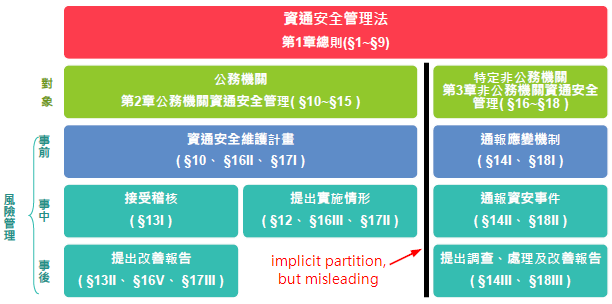 資通安全管理法
第1章總則(§1~§9)
對象
公務機關
第2章公務機關資通安全管理( §10~§15 )
特定非公務機關
第3章非公務機關資通安全
管理( §16~§18 )
風險管理
事前
資通安全維護計畫
( §10、 §16II、 §17I )
通報應變機制
( §14I、 §18I )
事中
接受稽核
( §13I )
提出實施情形
( §12、 §16III、 §17II )
通報資安事件
( §14II、 §18II )
事後
提出改善報告
( §13II、 §16V、 §17III )
implicit partition,
but misleading
提出調查、處理及改善報告
( §14III、 §18III )